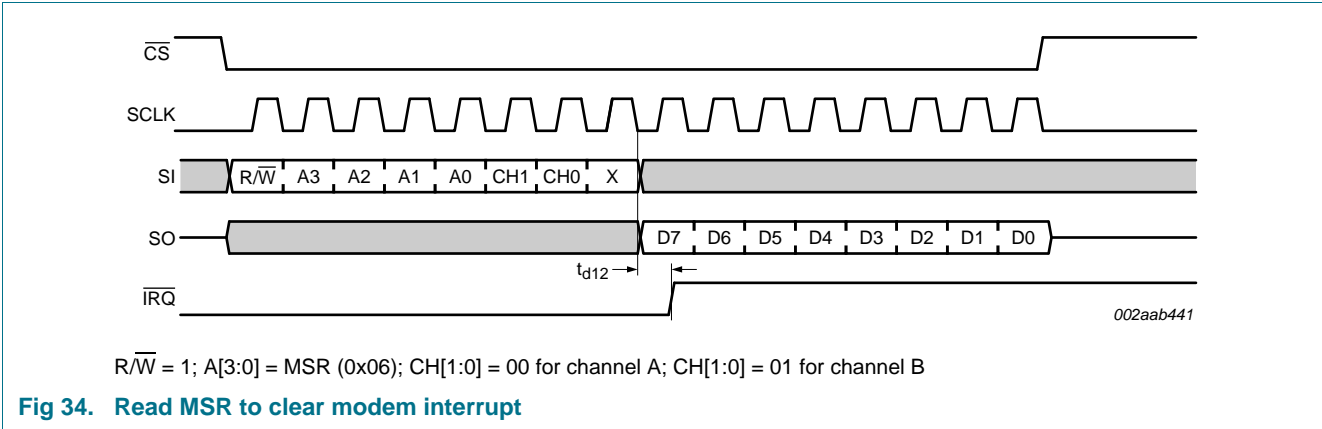 C̅S̅
SCLK
SI R/W̅ A3 A2 A1 A0 CH1 CH0 X
SO D7 D6 D5 D4 D3 D2 D1 D0
td12
I̅R̅Q̅
002aab441
R/W̅ = 1; A[3:0] = MSR (0x06); CH[1:0] = 00 for channel A; CH[1:0] = 01 for channel B
Fig 34. Read MSR to clear modem interrupt